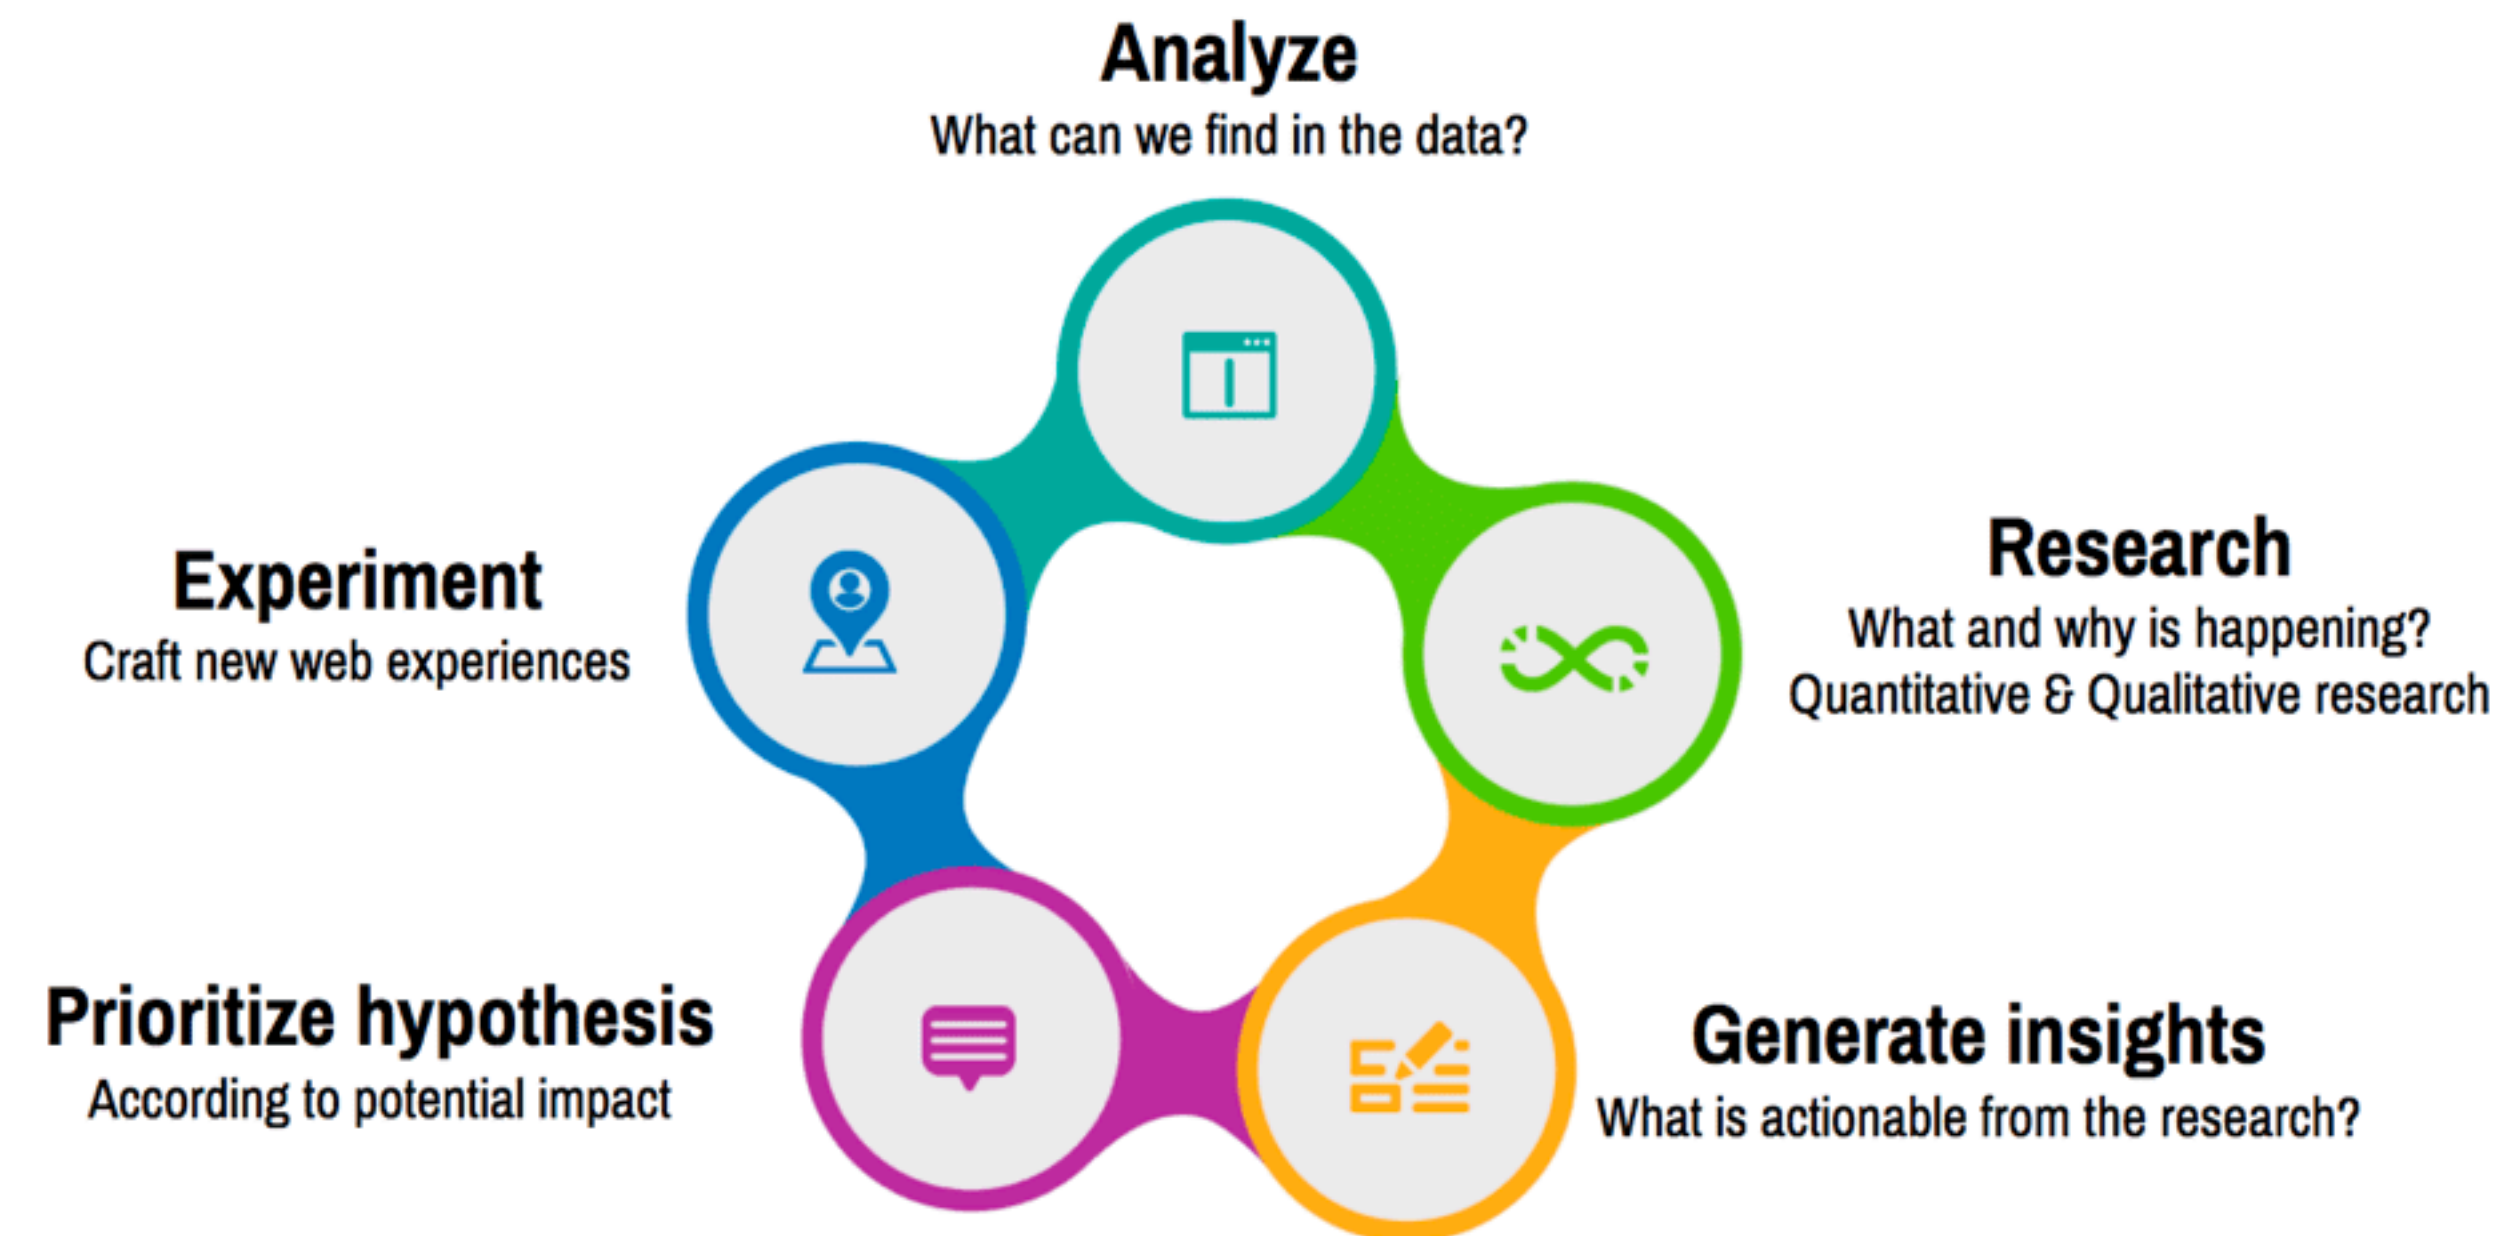 Analyze
What can we find in the data?
Research
What and why is happening?
Quantitative & Qualitative research
Generate insights
What is actionable from the research?
Prioritize hypothesis
According to potential impact
Experiment
Craft new web experiences